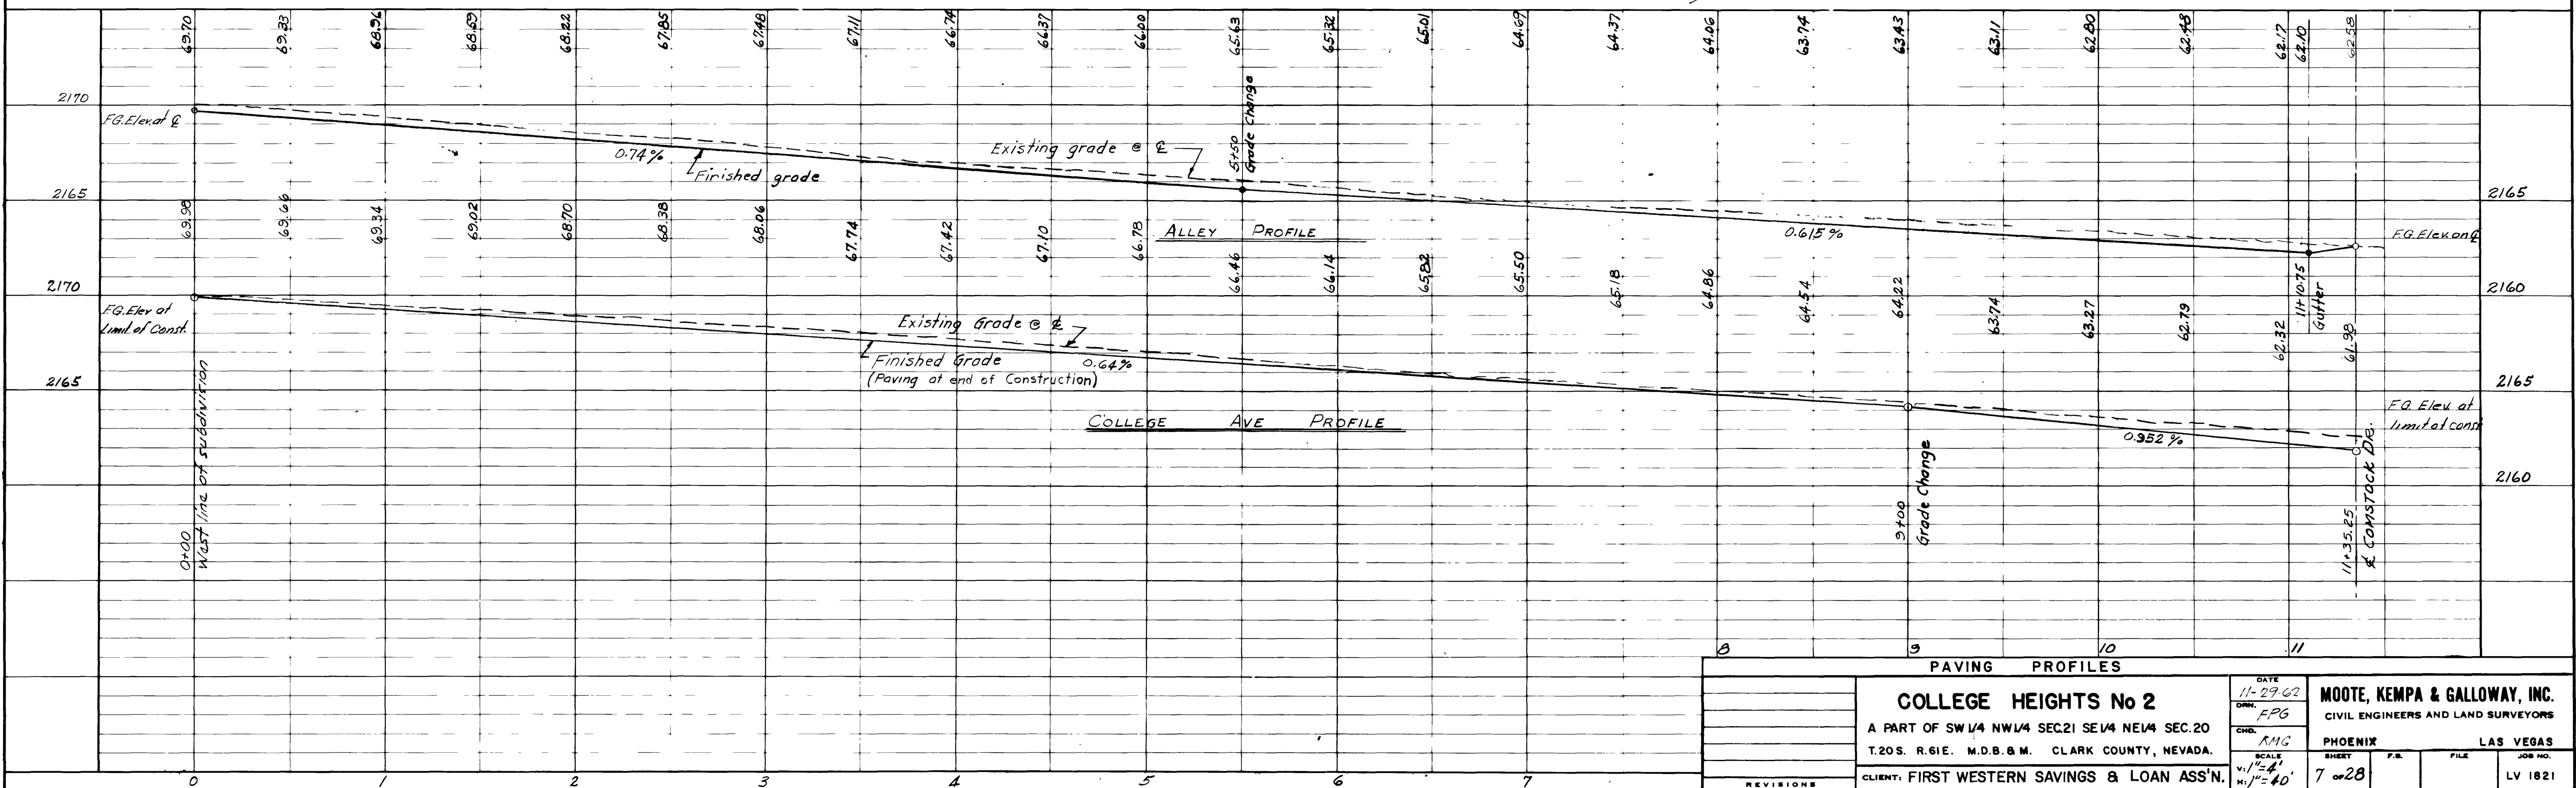 69.70 69.33 68.96 68.59 68.22 67.85 67.48 67.11 66.74 66.37 66.00 65.63 65.32 65.01 64.69 64.37 64.06 63.74 63.43 63.11 62.80 62.48 62.17 62.10 62.58
2170
F.G. Elev. at ℄
0.74%
Finished grade
Existing grade @ ℄
5+50
Grade Change
2165
2165
ALLEY PROFILE
0.615%
F.G. Elev. on ℄
69.98 69.66 69.34 69.02 68.70 68.38 68.06 67.74 67.42 67.10 66.78 66.46 66.14 65.82 65.50 65.18 64.86 64.54 64.22 63.74 63.27 62.79 62.32 61.98
11+10.75
Gutter
2170
2160
F.G. Elev at
Limit of Const.
Existing Grade @ ℄
Finished Grade
(Paving at end of Construction)
0.64%
2165
2165
COLLEGE AVE PROFILE
F.G. Elev. at
limit of const
0.952%
2160
0+00
West line of subdivision
9+00
Grade Change
11+35.25
℄ COMSTOCK DR.
8 9 10 11
0 1 2 3 4 5 6 7
PAVING PROFILES
REVISIONS
COLLEGE HEIGHTS No 2
A PART OF SW 1/4 NW1/4 SEC.21 SE1/4 NE1/4 SEC.20
T.20S. R.61E. M.D.B.& M. CLARK COUNTY, NEVADA.
CLIENT: FIRST WESTERN SAVINGS & LOAN ASS'N.
DATE
11-29-62
DRN.
FPG
CHD.
RMG
SCALE
V: 1"=4'
H: 1"=40'
MOOTE, KEMPA & GALLOWAY, INC.
CIVIL ENGINEERS AND LAND SURVEYORS
PHOENIX LAS VEGAS
SHEET F.B. FILE JOB NO.
7 OF 28 LV 1821